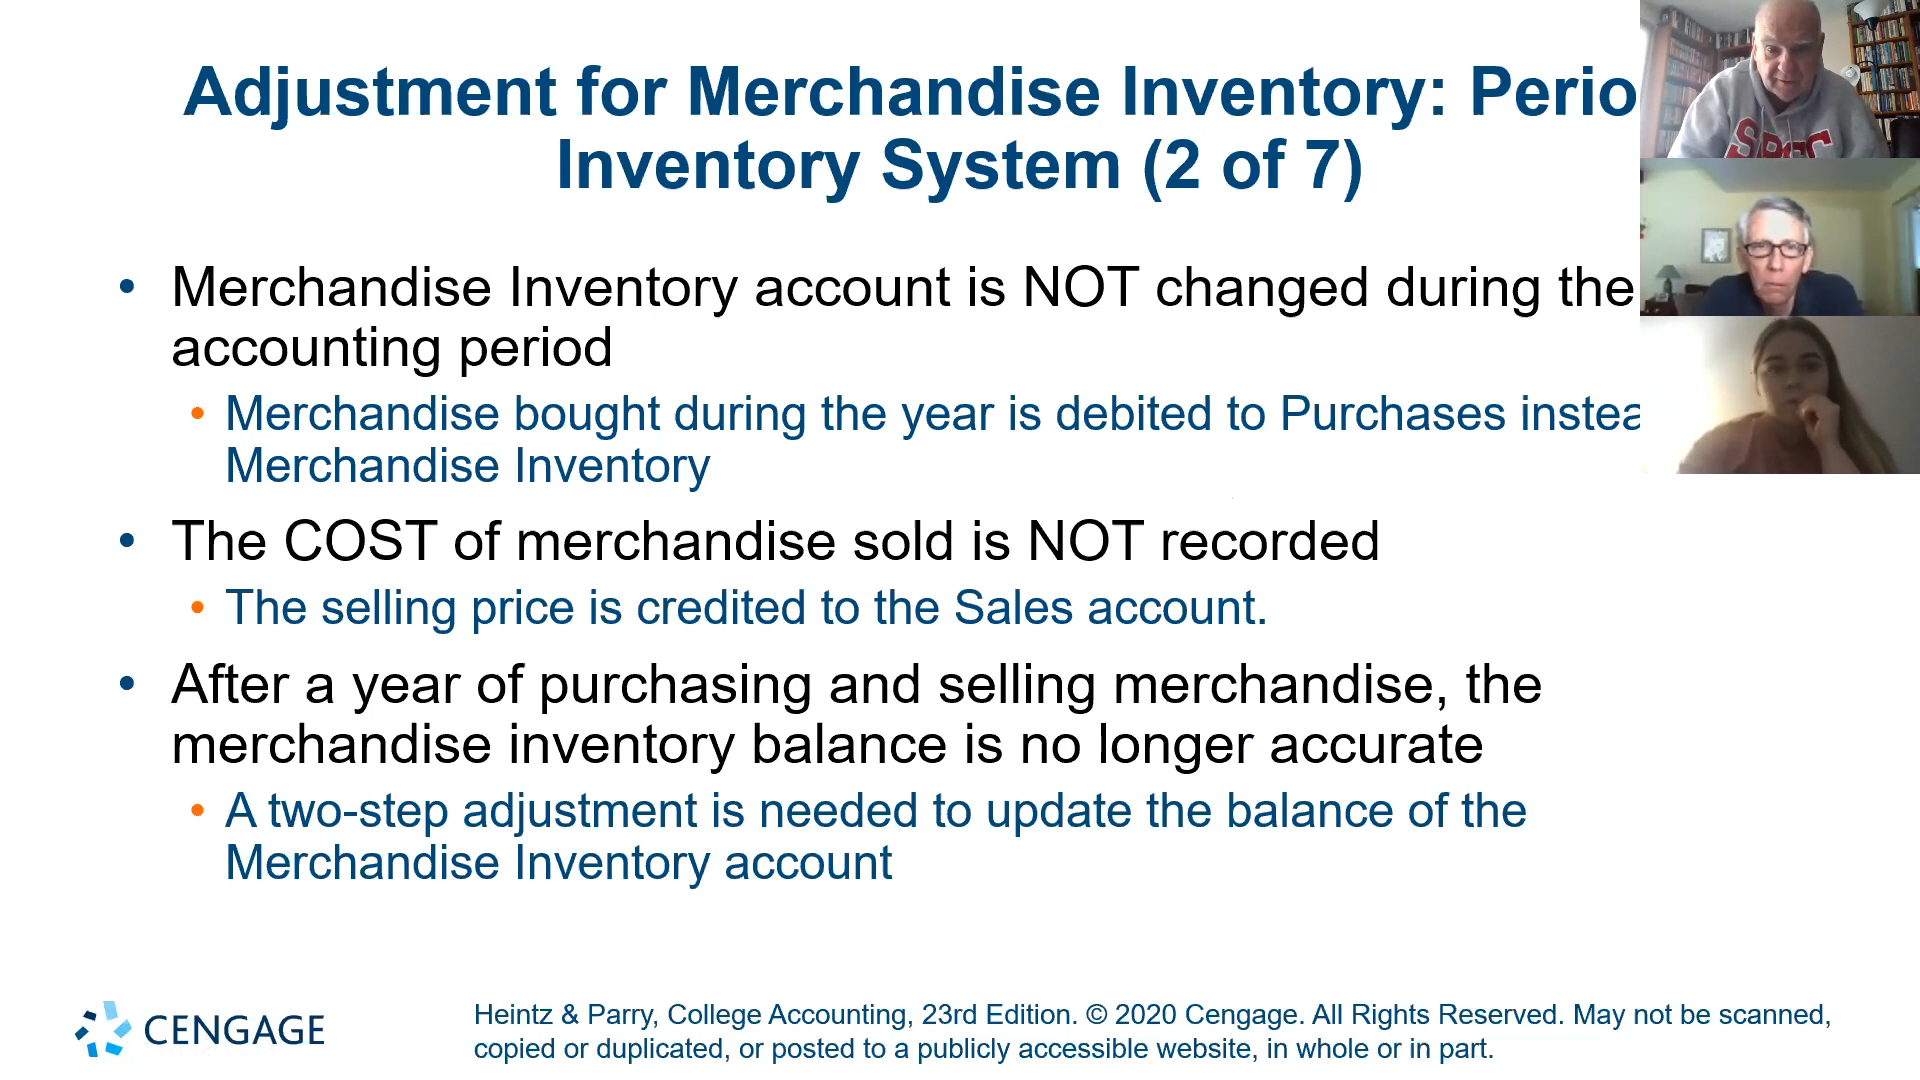 Adjustment for Merchandise Inventory: Perio
Inventory System (2 of 7)
• Merchandise Inventory account is NOT changed during the
accounting period
• Merchandise bought during the year is debited to Purchases instea
Merchandise Inventory
• The COST of merchandise sold is NOT recorded
• The selling price is credited to the Sales account.
• After a year of purchasing and selling merchandise, the
merchandise inventory balance is no longer accurate
• A two-step adjustment is needed to update the balance of the
Merchandise Inventory account
CENGAGE
Heintz & Parry, College Accounting, 23rd Edition. © 2020 Cengage. All Rights Reserved. May not be scanned,
copied or duplicated, or posted to a publicly accessible website, in whole or in part.